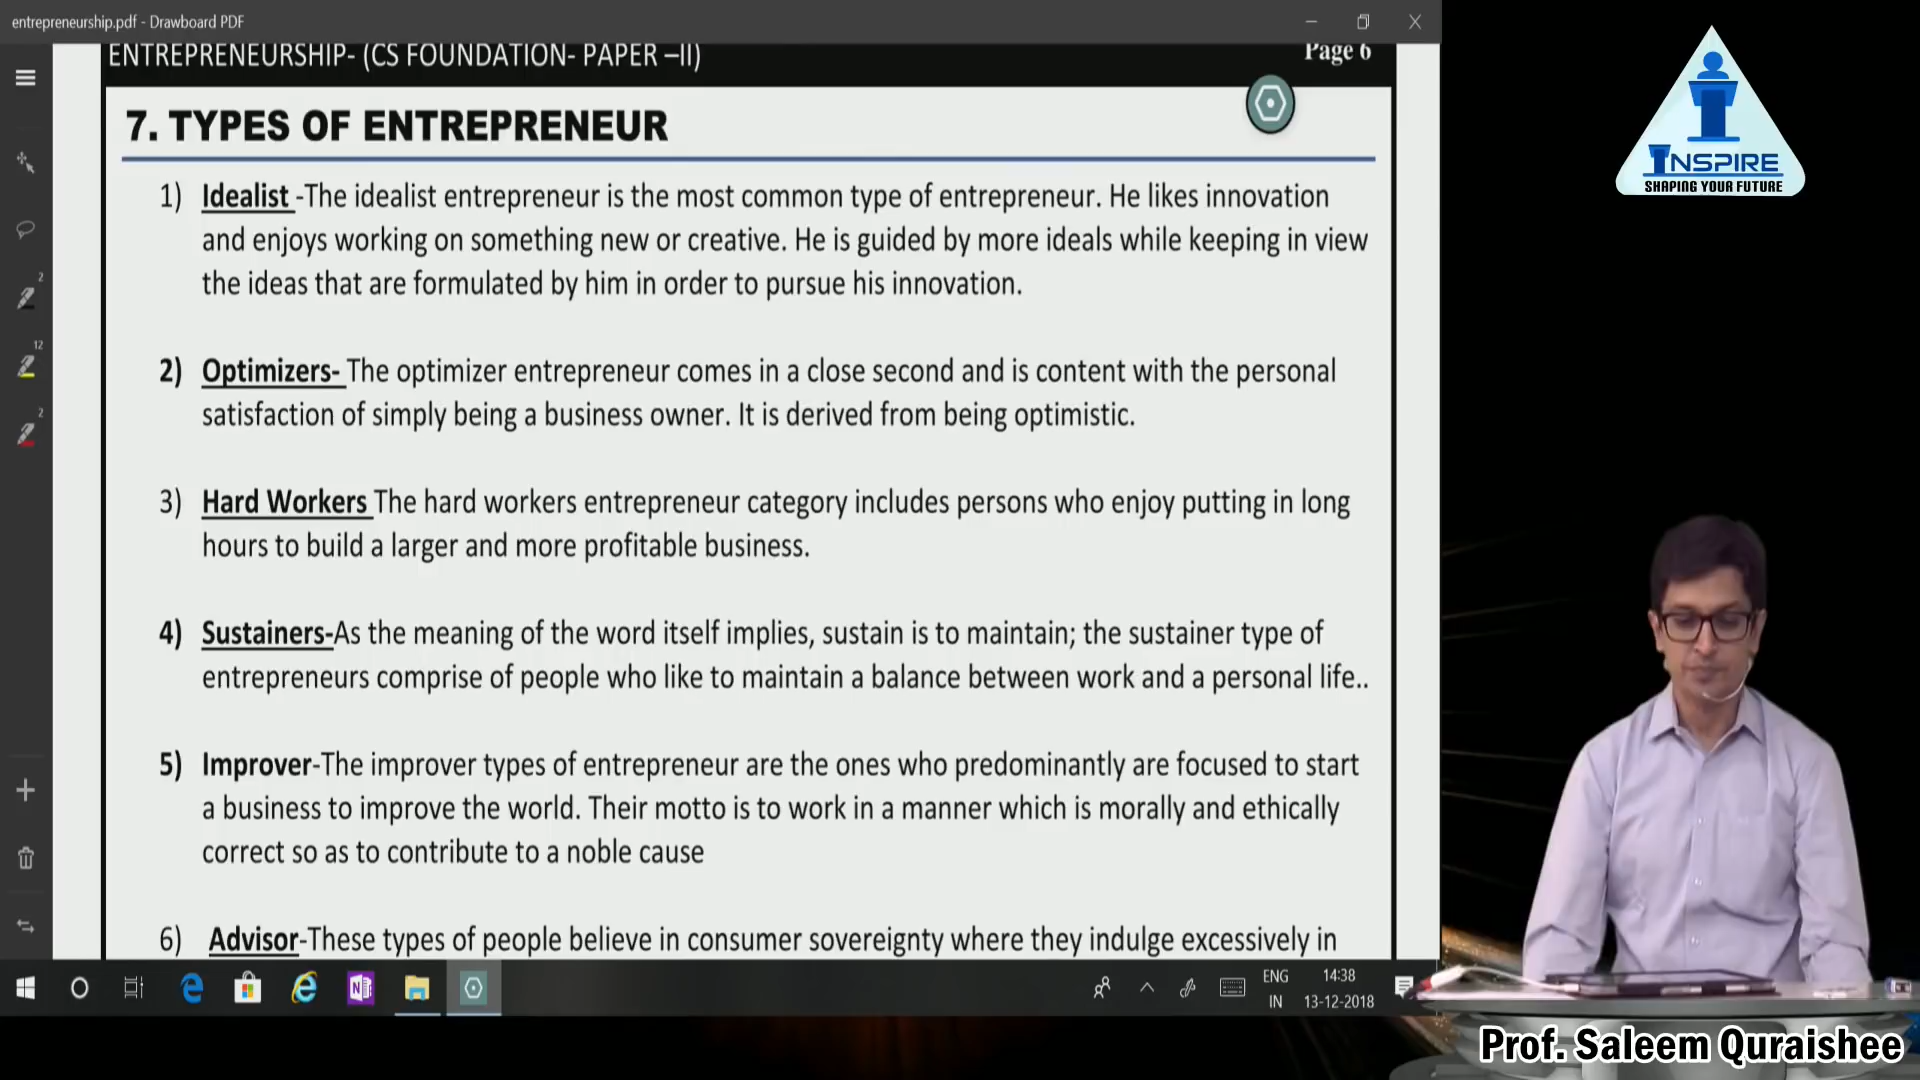 entrepreneurship.pdf - Drawboard PDF
ENTREPRENEURSHIP- (CS FOUNDATION- PAPER –II)
Page 6
7. TYPES OF ENTREPRENEUR
1) Idealist -The idealist entrepreneur is the most common type of entrepreneur. He likes innovation
and enjoys working on something new or creative. He is guided by more ideals while keeping in view
the ideas that are formulated by him in order to pursue his innovation.
2) Optimizers- The optimizer entrepreneur comes in a close second and is content with the personal
satisfaction of simply being a business owner. It is derived from being optimistic.
3) Hard Workers The hard workers entrepreneur category includes persons who enjoy putting in long
hours to build a larger and more profitable business.
4) Sustainers-As the meaning of the word itself implies, sustain is to maintain; the sustainer type of
entrepreneurs comprise of people who like to maintain a balance between work and a personal life..
5) Improver-The improver types of entrepreneur are the ones who predominantly are focused to start
a business to improve the world. Their motto is to work in a manner which is morally and ethically
correct so as to contribute to a noble cause
6) Advisor-These types of people believe in consumer sovereignty where they indulge excessively in
2
12
2
ENG
IN
14:38
13-12-2018
INSPIRE
SHAPING YOUR FUTURE
Prof. Saleem Quraishee